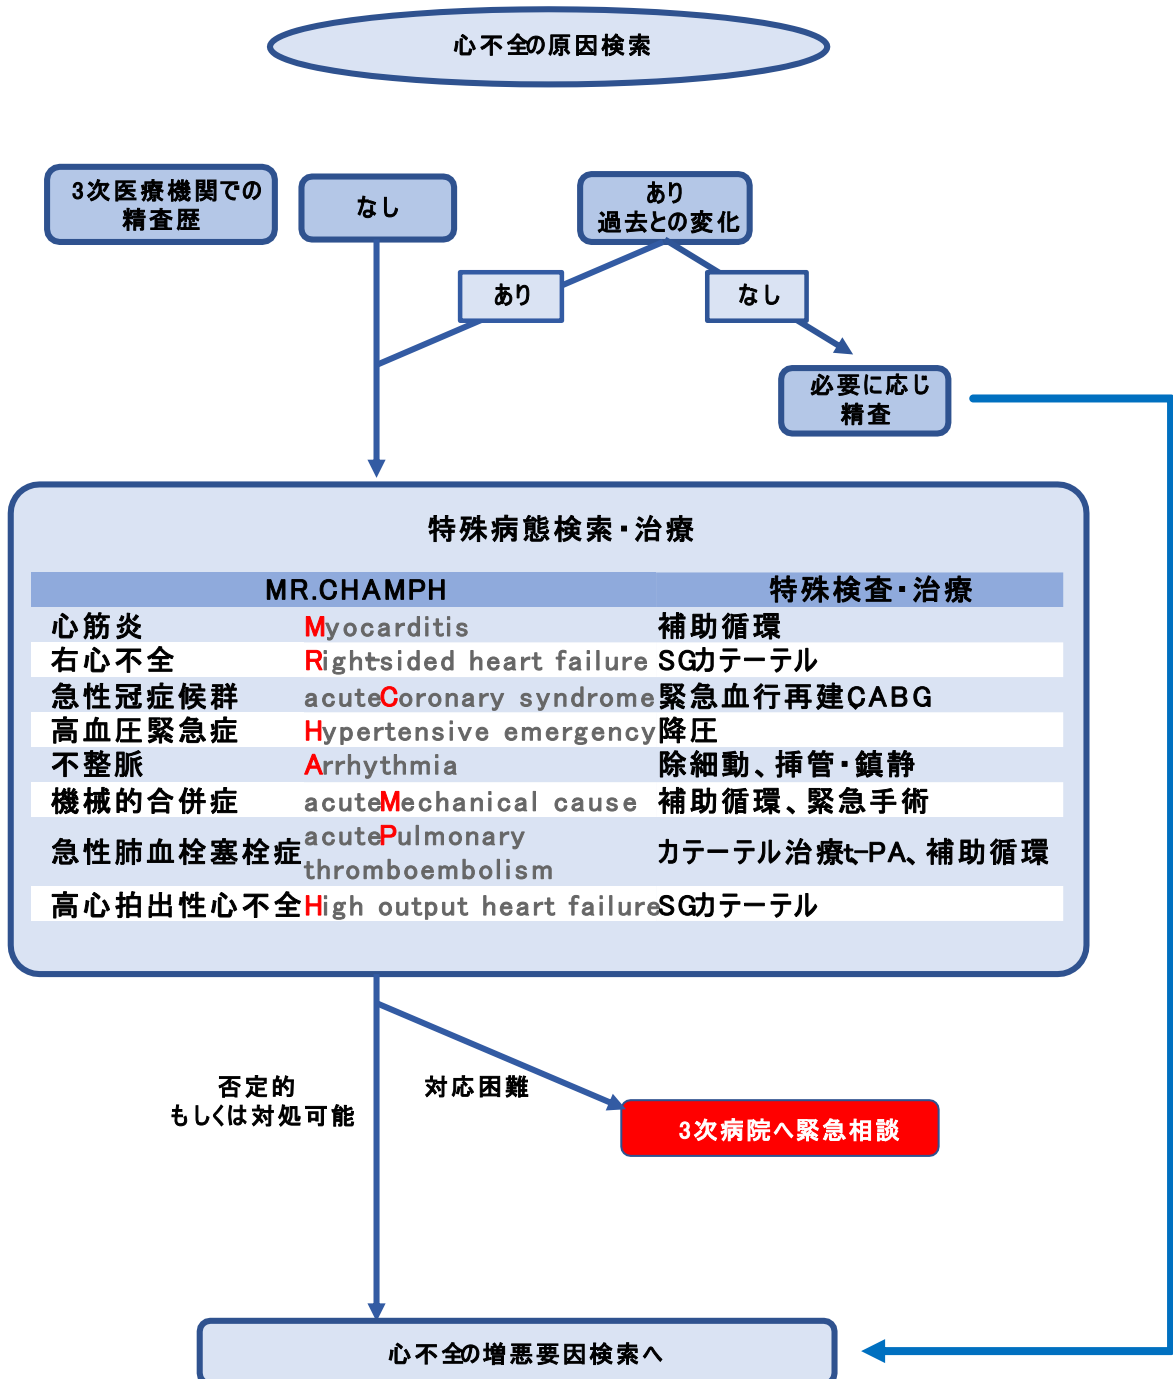 心不全の原因検索
3次医療機関での
精査歴
なし
あり
過去との変化
あり
なし
必要に応じ
精査
特殊病態検索・治療
MR.CHAMPH 特殊検査・治療
心筋炎 Myocarditis 補助循環
右心不全 Right-sided heart failure SGカテーテル
急性冠症候群 acute Coronary syndrome 緊急血行再建、CABG
高血圧緊急症 Hypertensive emergency 降圧
不整脈 Arrhythmia 除細動、挿管・鎮静
機械的合併症 acute Mechanical cause 補助循環、緊急手術
急性肺血栓塞栓症 acute Pulmonary
thromboembolism カテーテル治療、t-PA、補助循環
高心拍出性心不全 High output heart failure SGカテーテル
否定的
もしくは対処可能
対応困難
3次病院へ緊急相談
心不全の増悪要因検索へ